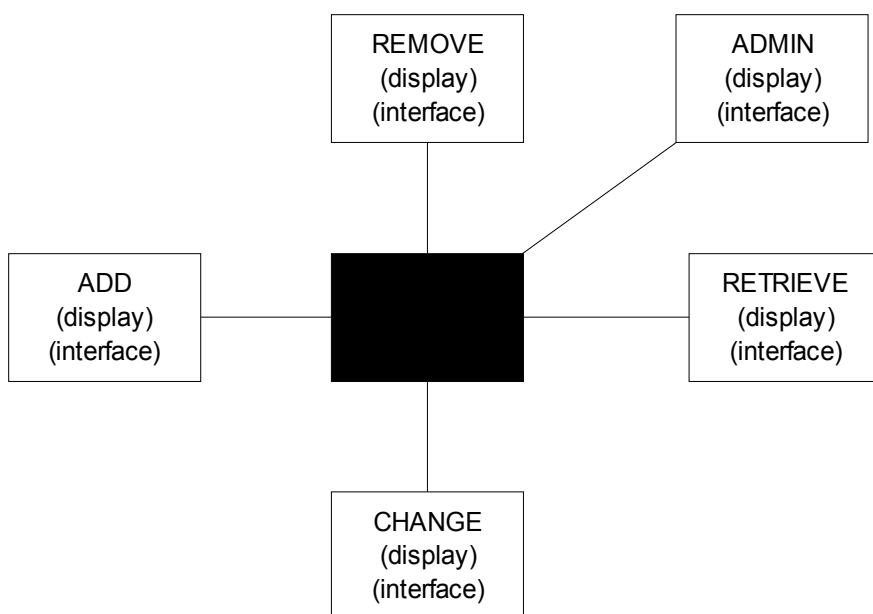 REMOVE
(display)
(interface)
ADMIN
(display)
(interface)
ADD
(display)
(interface)
RETRIEVE
(display)
(interface)
CHANGE
(display)
(interface)